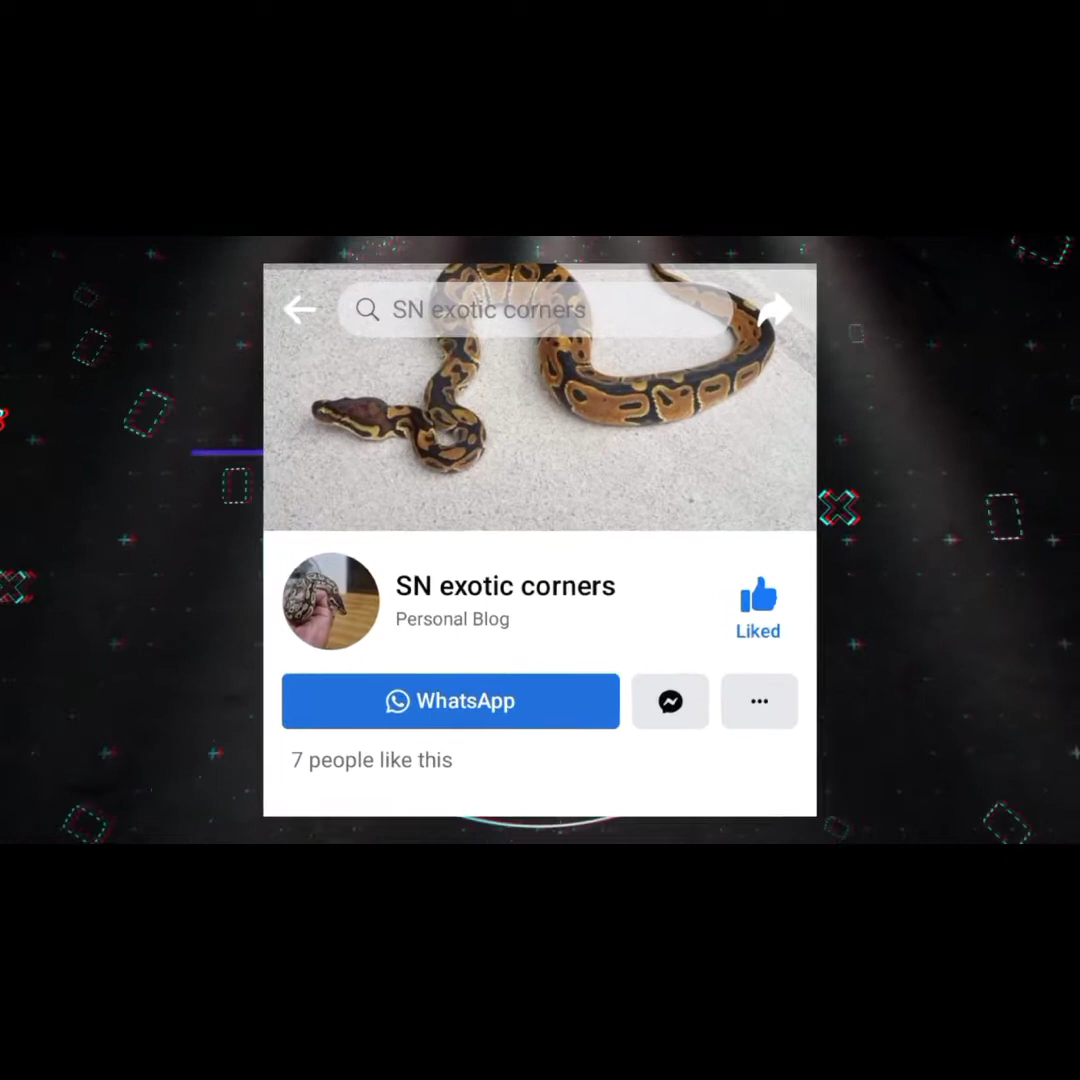 SN exotic corners
SN exotic corners
Personal Blog
Liked
WhatsApp
7 people like this